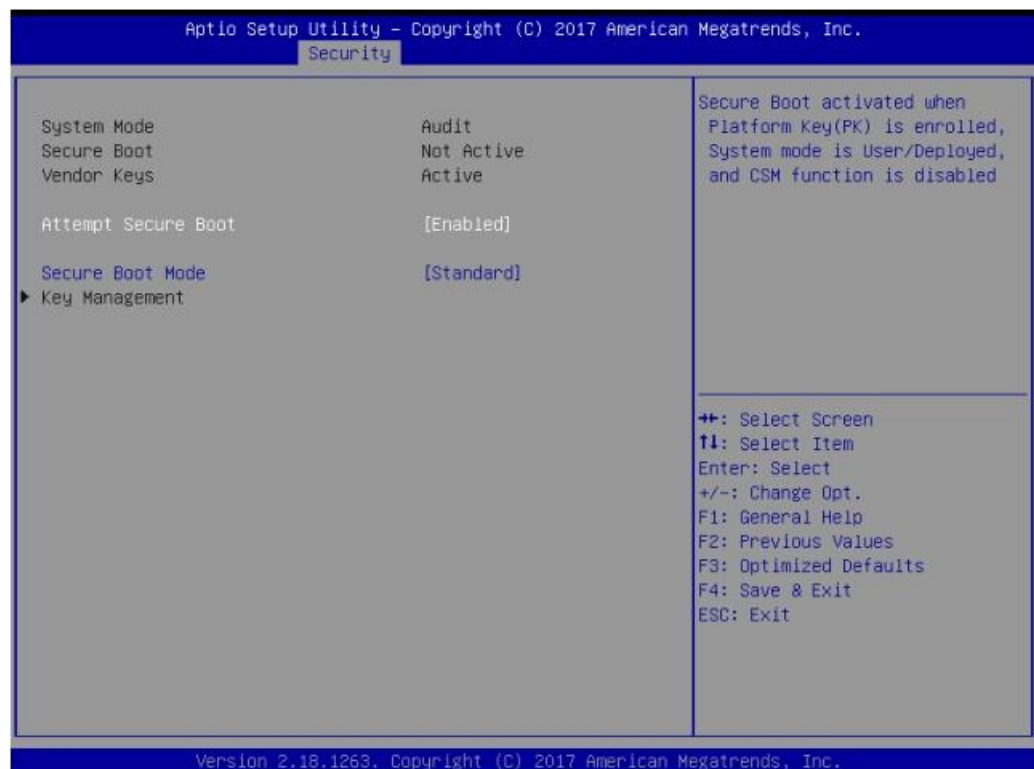 Aptio Setup Utility – Copyright (C) 2017 American Megatrends, Inc.
Security
System Mode Audit
Secure Boot Not Active
Vendor Keys Active
Attempt Secure Boot [Enabled]
Secure Boot Mode [Standard]
Key Management
Secure Boot activated when
Platform Key(PK) is enrolled,
System mode is User/Deployed,
and CSM function is disabled
→←: Select Screen
↑↓: Select Item
Enter: Select
+/-: Change Opt.
F1: General Help
F2: Previous Values
F3: Optimized Defaults
F4: Save & Exit
ESC: Exit
Version 2.18.1263. Copyright (C) 2017 American Megatrends, Inc.